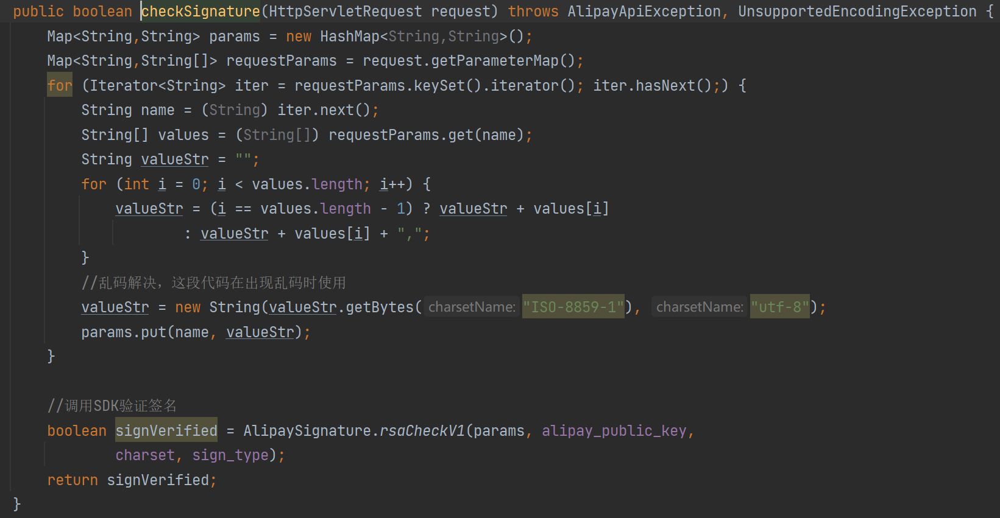 public boolean checkSignature(HttpServletRequest request) throws AlipayApiException, UnsupportedEncodingException {
    Map<String,String> params = new HashMap<String,String>();
    Map<String,String[]> requestParams = request.getParameterMap();
    for (Iterator<String> iter = requestParams.keySet().iterator(); iter.hasNext();) {
        String name = (String) iter.next();
        String[] values = (String[]) requestParams.get(name);
        String valueStr = "";
        for (int i = 0; i < values.length; i++) {
            valueStr = (i == values.length - 1) ? valueStr + values[i]
                    : valueStr + values[i] + ",";
        }
        //乱码解决，这段代码在出现乱码时使用
        valueStr = new String(valueStr.getBytes( charsetName: "ISO-8859-1"), charsetName: "utf-8");
        params.put(name, valueStr);
    }
    //调用SDK验证签名
    boolean signVerified = AlipaySignature.rsaCheckV1(params, alipay_public_key,
            charset, sign_type);
    return signVerified;
}